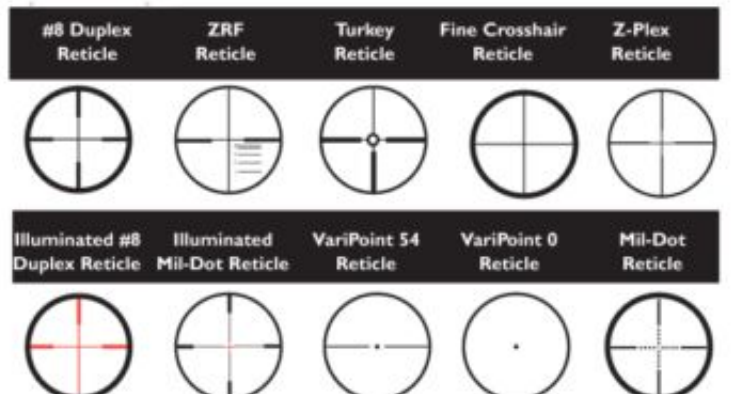 #8 Duplex Reticle
ZRF Reticle
Turkey Reticle
Fine Crosshair Reticle
Z-Plex Reticle
Illuminated #8 Duplex Reticle
Illuminated Mil-Dot Reticle
VariPoint 54 Reticle
VariPoint 0 Reticle
Mil-Dot Reticle